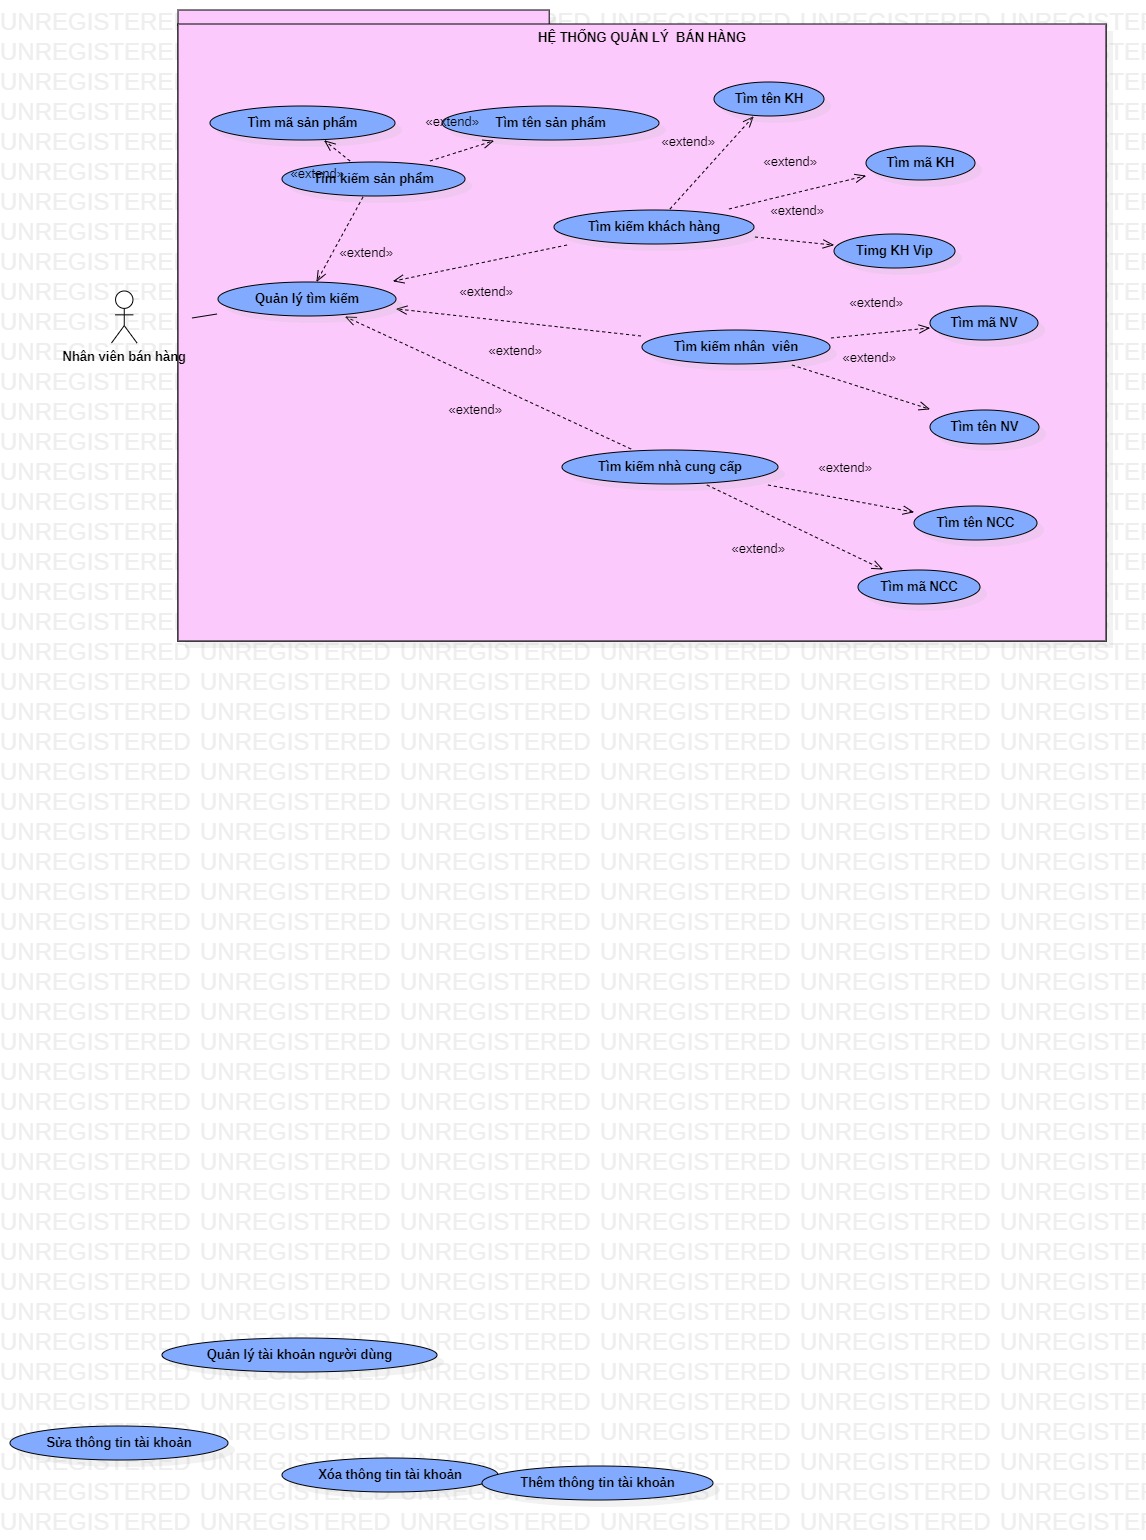 HỆ THỐNG QUẢN LÝ  BÁN HÀNG
Tìm tên KH
Tìm mã sản phẩm
«extend»
Tìm tên sản phẩm
«extend»
«extend»
Tìm mã KH
«extend»
Tìm kiếm sản phẩm
«extend»
Tìm kiếm khách hàng
«extend»
Timg KH Vip
«extend»
Quản lý tìm kiếm
«extend»
Tìm mã NV
Nhân viên bán hàng
«extend»
Tìm kiếm nhân  viên
«extend»
«extend»
Tìm tên NV
Tìm kiếm nhà cung cấp
«extend»
Tìm tên NCC
«extend»
Tìm mã NCC
Quản lý tài khoản người dùng
Sửa thông tin tài khoản
Xóa thông tin tài khoản
Thêm thông tin tài khoản
UNREGISTERED UNREGISTERED UNREGISTERED UNREGISTERED UNREGISTERED